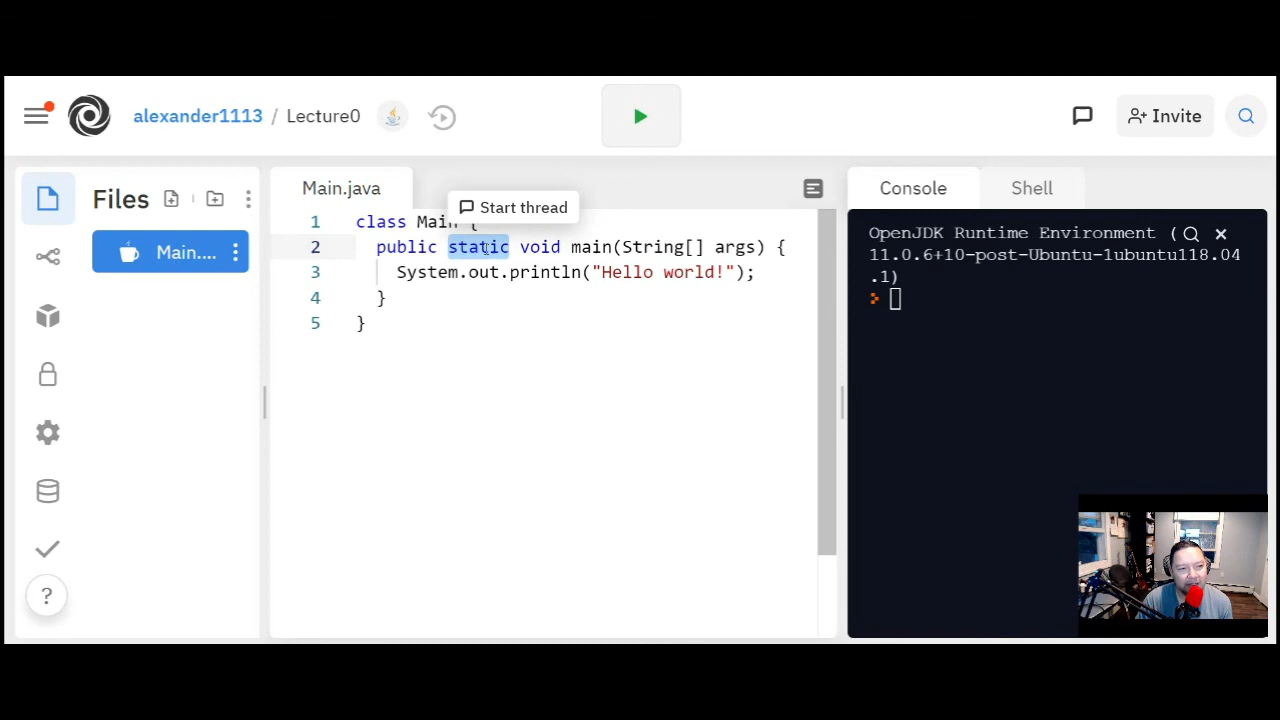 alexander1113 / Lecture0
Invite
Files
Main....
Main.java
Start thread
1 class Main {
2 public static void main(String[] args) {
3 System.out.println("Hello world!");
4 }
5 }
Console
Shell
OpenJDK Runtime Environment (
11.0.6+10-post-Ubuntu-1ubuntu118.04
.1)
>
?